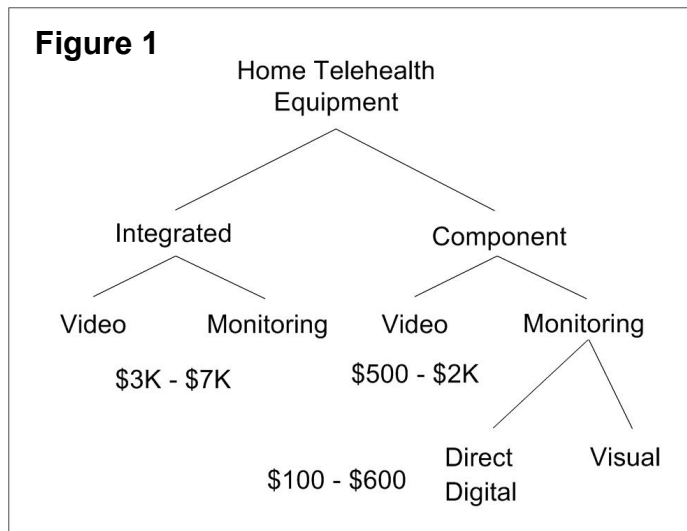 Figure 1
Home Telehealth
Equipment
Integrated
Component
Video
Monitoring
Video
Monitoring
$3K - $7K
$500 - $2K
Direct
Digital
Visual
$100 - $600